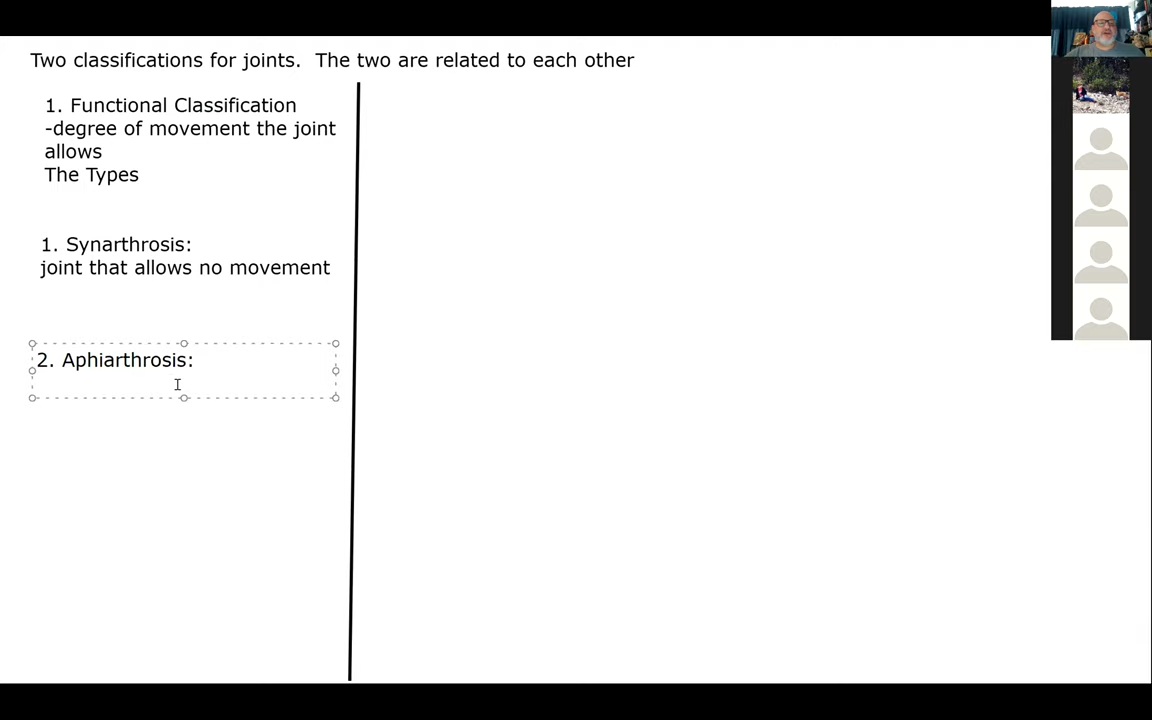 Two classifications for joints.  The two are related to each other
1. Functional Classification
-degree of movement the joint
allows
The Types
1. Synarthrosis:
joint that allows no movement
2. Aphiarthrosis: